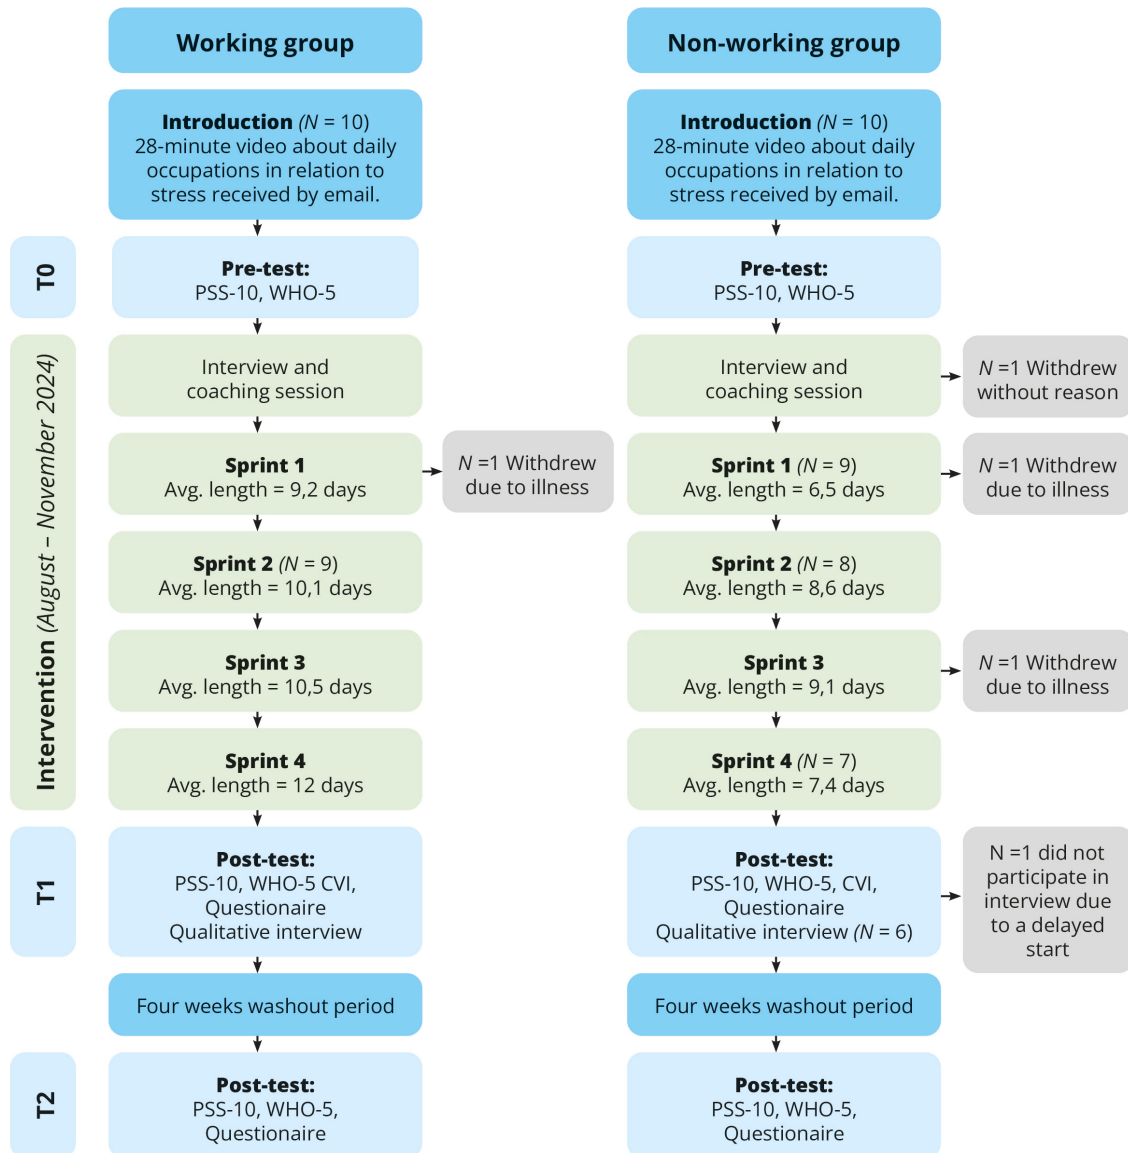 Working group
Introduction (N = 10)
28-minute video about daily
occupations in relation to
stress received by email.
T0
Pre-test:
PSS-10, WHO-5
Intervention (August – November 2024)
Interview and
coaching session
Sprint 1
Avg. length = 9,2 days
N =1 Withdrew
due to illness
Sprint 2 (N = 9)
Avg. length = 10,1 days
Sprint 3
Avg. length = 10,5 days
Sprint 4
Avg. length = 12 days
T1
Post-test:
PSS-10, WHO-5 CVI,
Questionaire
Qualitative interview
Four weeks washout period
T2
Post-test:
PSS-10, WHO-5,
Questionaire
Non-working group
Introduction (N = 10)
28-minute video about daily
occupations in relation to
stress received by email.
Pre-test:
PSS-10, WHO-5
Interview and
coaching session
N =1 Withdrew
without reason
Sprint 1 (N = 9)
Avg. length = 6,5 days
N =1 Withdrew
due to illness
Sprint 2 (N = 8)
Avg. length = 8,6 days
Sprint 3
Avg. length = 9,1 days
N =1 Withdrew
due to illness
Sprint 4 (N = 7)
Avg. length = 7,4 days
Post-test:
PSS-10, WHO-5, CVI,
Questionaire
Qualitative interview (N = 6)
N =1 did not
participate in
interview due
to a delayed
start
Four weeks washout period
Post-test:
PSS-10, WHO-5,
Questionaire